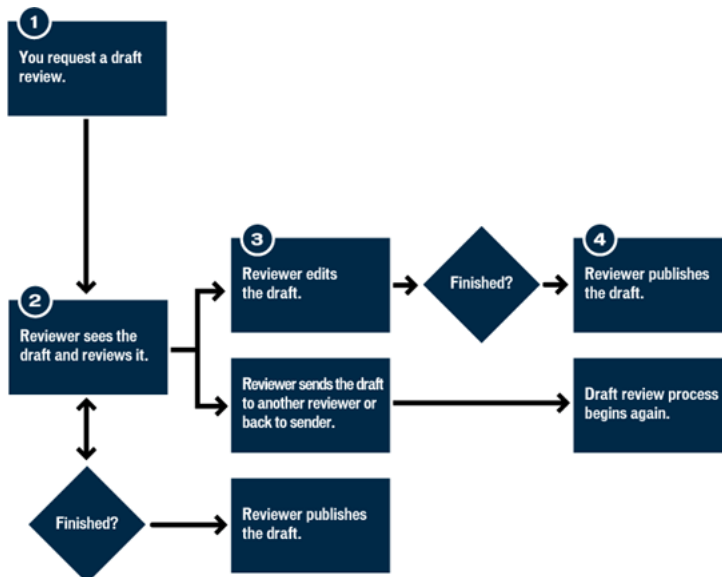 1
You request a draft
review.
2
Reviewer sees the
draft and reviews it.
3
Reviewer edits
the draft.
Finished?
4
Reviewer publishes
the draft.
Reviewer sends the draft
to another reviewer or
back to sender.
Draft review process
begins again.
Finished?
Reviewer publishes
the draft.